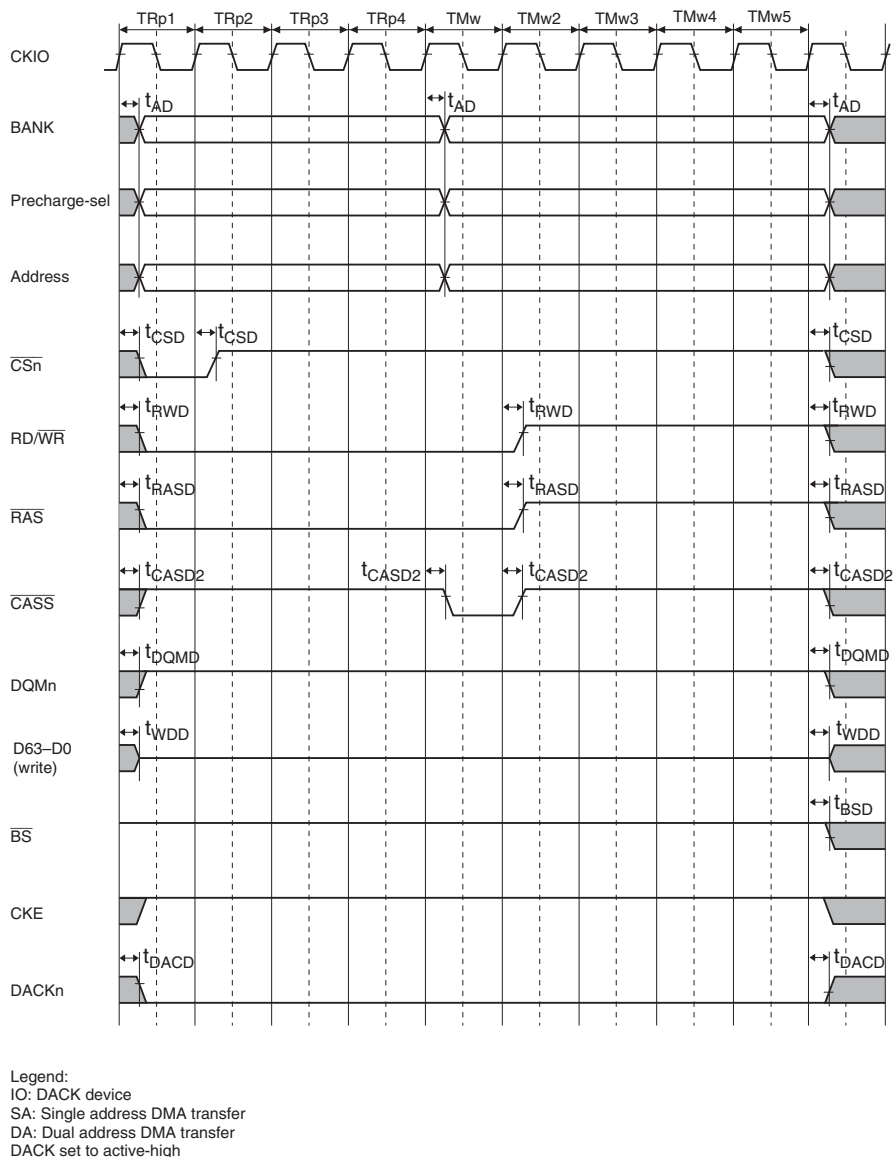 TRp1 TRp2 TRp3 TRp4 TMw TMw2 TMw3 TMw4 TMw5
CKIO
tAD tAD tAD
BANK
Precharge-sel
Address
tCSD tCSD tCSD
CSn
tRWD tRWD tRWD
RD/WR
tRASD tRASD tRASD
RAS
tCASD2 tCASD2 tCASD2 tCASD2
CASS
tDQMD tDQMD
DQMn
tWDD tWDD
D63–D0
(write)
tBSD
BS
CKE
tDACD tDACD
DACKn
Legend:
IO: DACK device
SA: Single address DMA transfer
DA: Dual address DMA transfer
DACK set to active-high